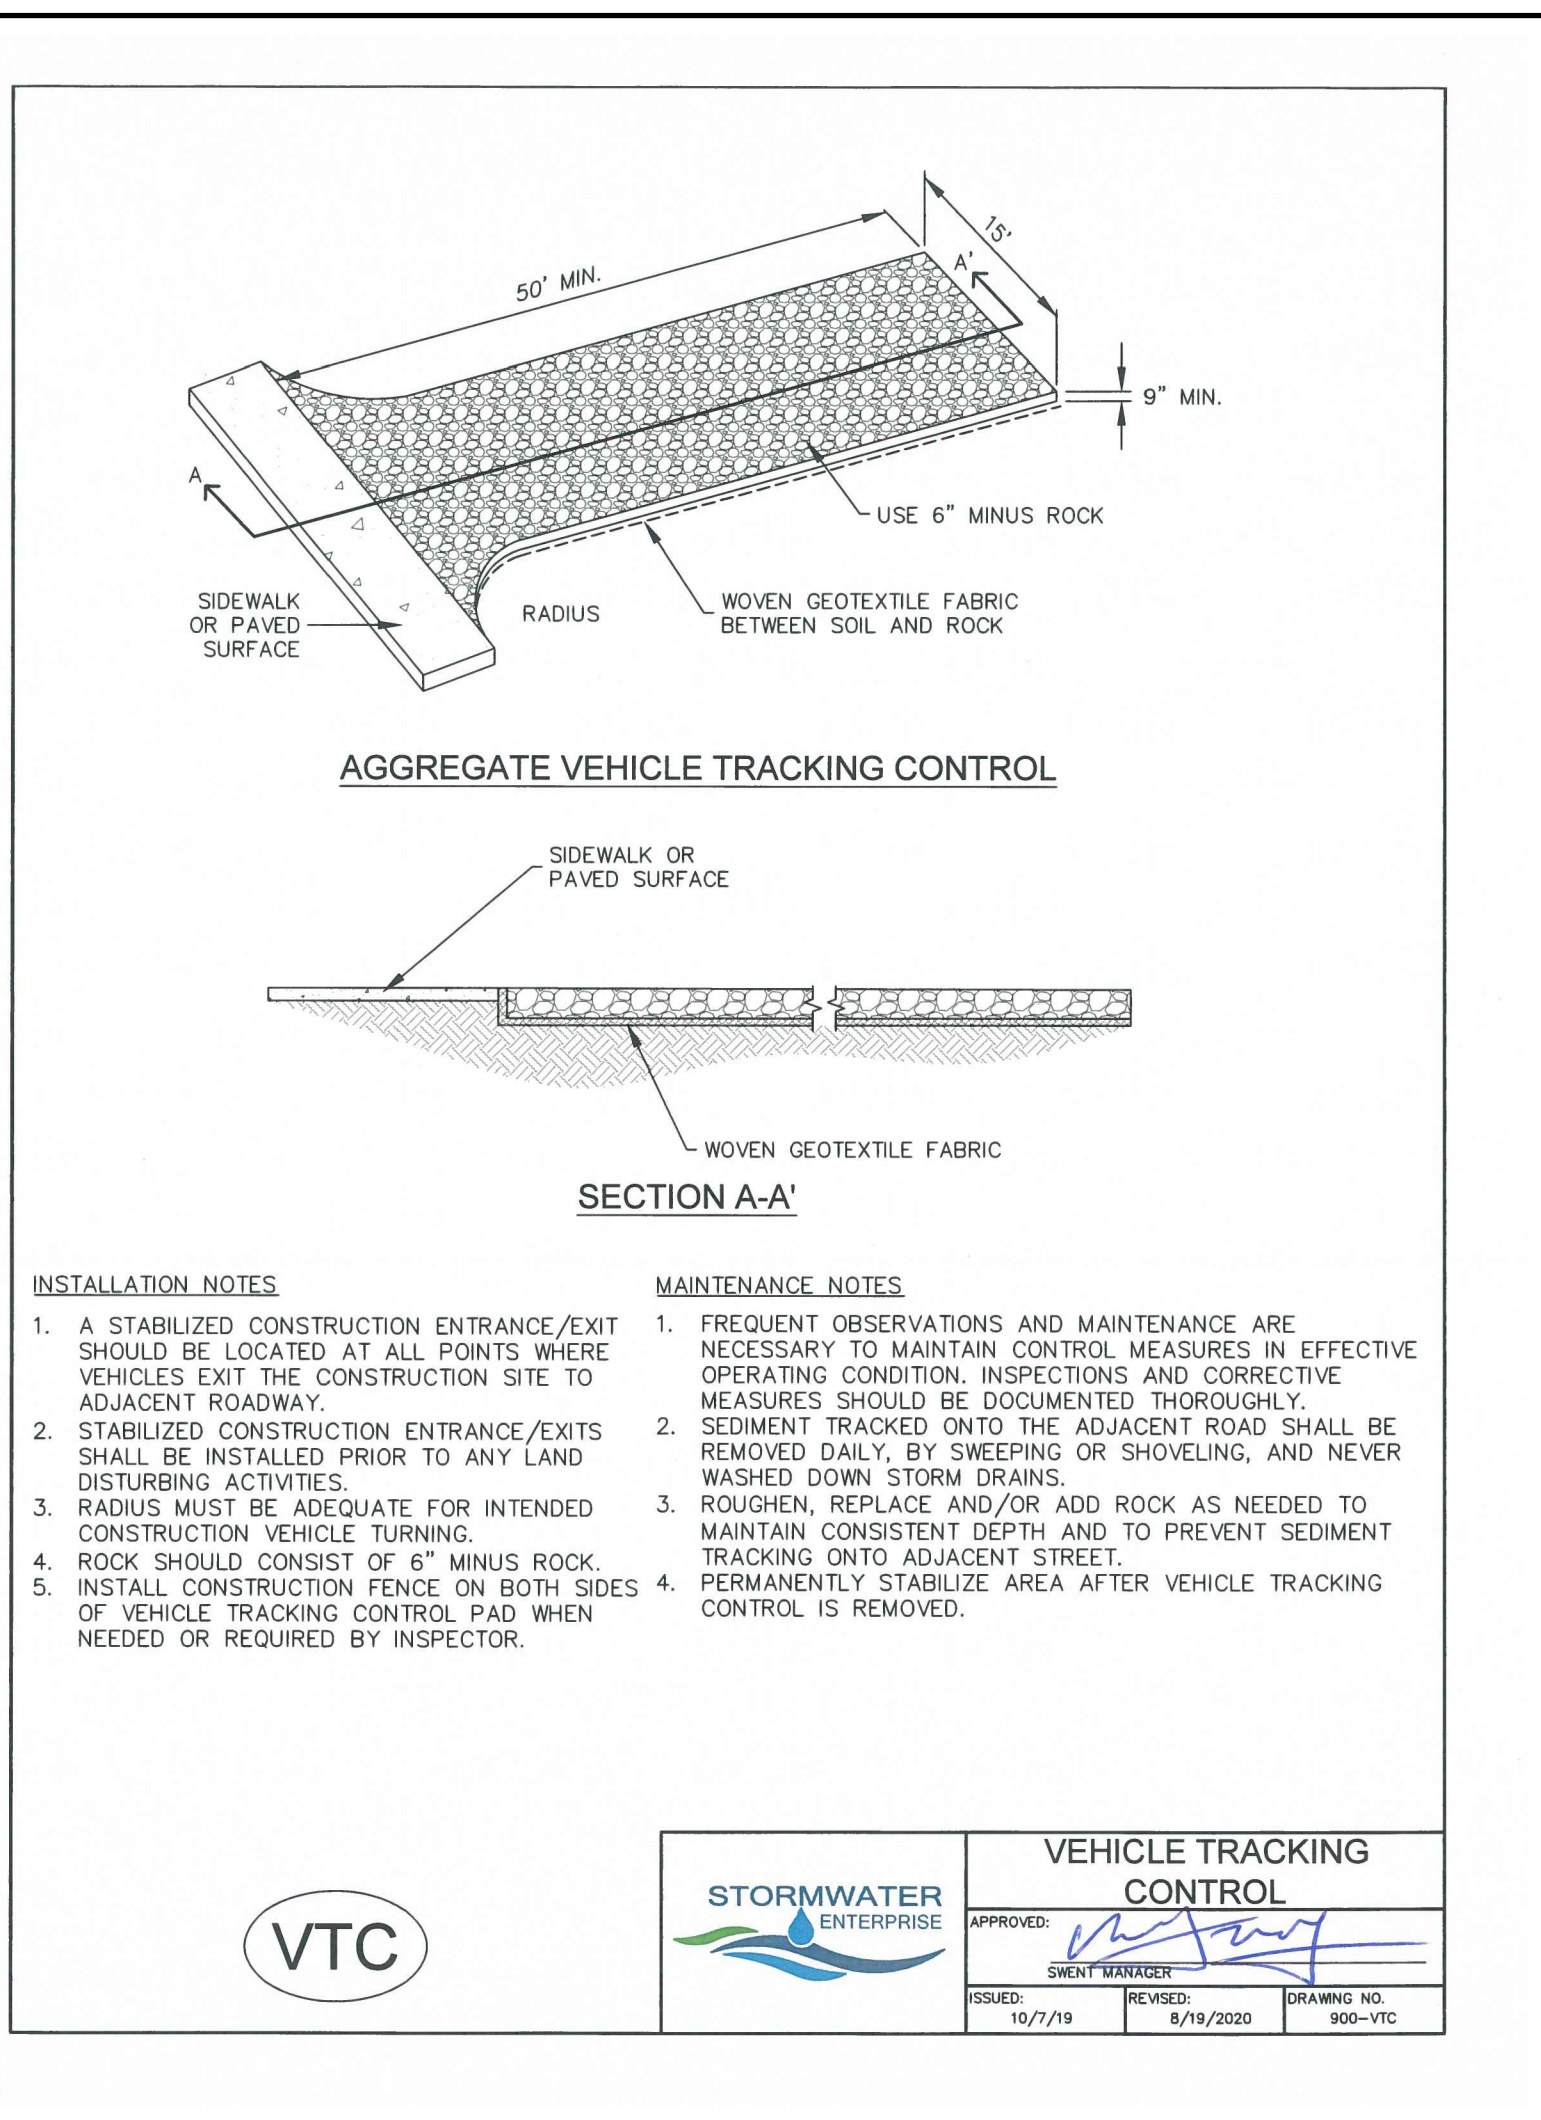 50' MIN.
15'
A'
9" MIN.
A
USE 6" MINUS ROCK
SIDEWALK
OR PAVED
SURFACE
RADIUS
WOVEN GEOTEXTILE FABRIC
BETWEEN SOIL AND ROCK
AGGREGATE VEHICLE TRACKING CONTROL
SIDEWALK OR
PAVED SURFACE
WOVEN GEOTEXTILE FABRIC
SECTION A-A'
INSTALLATION NOTES
1. A STABILIZED CONSTRUCTION ENTRANCE/EXIT
SHOULD BE LOCATED AT ALL POINTS WHERE
VEHICLES EXIT THE CONSTRUCTION SITE TO
ADJACENT ROADWAY.
2. STABILIZED CONSTRUCTION ENTRANCE/EXITS
SHALL BE INSTALLED PRIOR TO ANY LAND
DISTURBING ACTIVITIES.
3. RADIUS MUST BE ADEQUATE FOR INTENDED
CONSTRUCTION VEHICLE TURNING.
4. ROCK SHOULD CONSIST OF 6" MINUS ROCK.
5. INSTALL CONSTRUCTION FENCE ON BOTH SIDES
OF VEHICLE TRACKING CONTROL PAD WHEN
NEEDED OR REQUIRED BY INSPECTOR.
MAINTENANCE NOTES
1. FREQUENT OBSERVATIONS AND MAINTENANCE ARE
NECESSARY TO MAINTAIN CONTROL MEASURES IN EFFECTIVE
OPERATING CONDITION. INSPECTIONS AND CORRECTIVE
MEASURES SHOULD BE DOCUMENTED THOROUGHLY.
2. SEDIMENT TRACKED ONTO THE ADJACENT ROAD SHALL BE
REMOVED DAILY, BY SWEEPING OR SHOVELING, AND NEVER
WASHED DOWN STORM DRAINS.
3. ROUGHEN, REPLACE AND/OR ADD ROCK AS NEEDED TO
MAINTAIN CONSISTENT DEPTH AND TO PREVENT SEDIMENT
TRACKING ONTO ADJACENT STREET.
4. PERMANENTLY STABILIZE AREA AFTER VEHICLE TRACKING
CONTROL IS REMOVED.
VTC
STORMWATER
ENTERPRISE
VEHICLE TRACKING
CONTROL
APPROVED:
SWENT MANAGER
ISSUED:
10/7/19
REVISED:
8/19/2020
DRAWING NO.
900-VTC